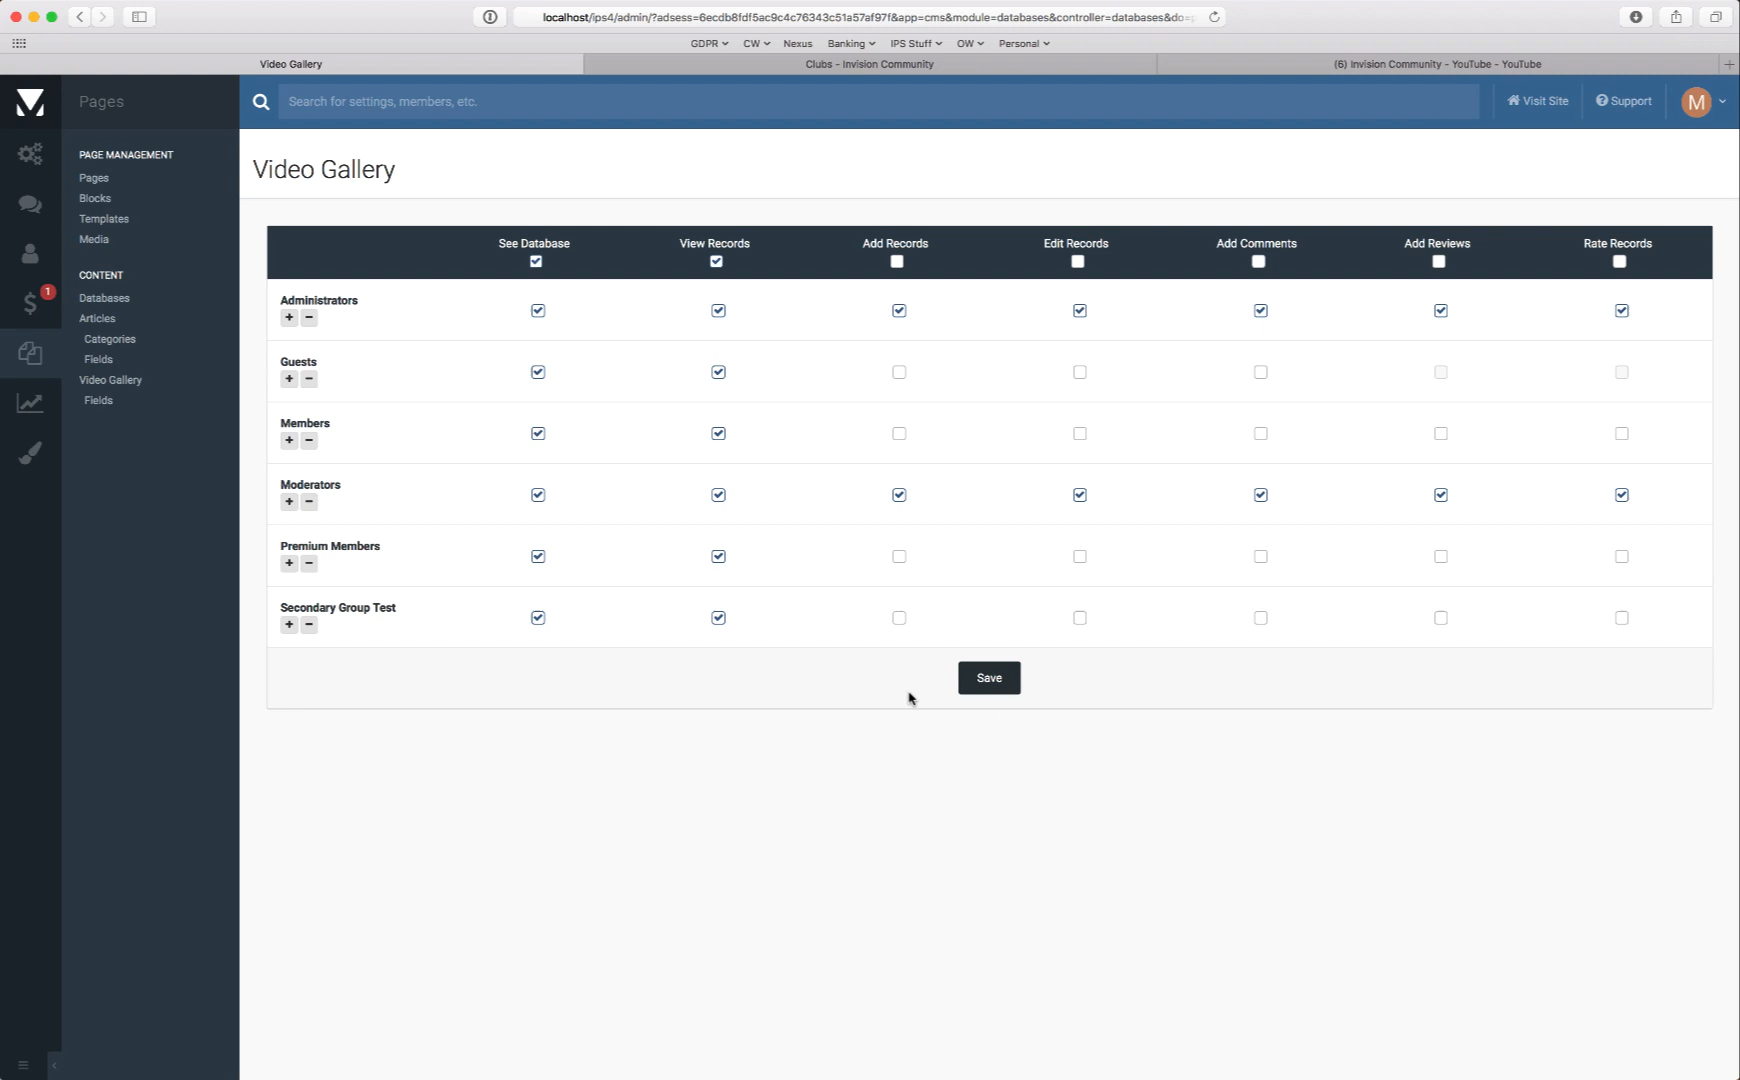 localhost/ips4/admin/?adsess=6ecdb8fdf5ac9c4c76343c51a57af97f&app=cms&module=databases&controller=databases&do=
GDPR CW Nexus Banking IPS Stuff OW Personal
Video Gallery
Clubs - Invision Community
(6) Invision Community - YouTube - YouTube
Pages
Search for settings, members, etc.
Visit Site
Support
M
PAGE MANAGEMENT
Pages
Blocks
Templates
Media
CONTENT
Databases
1
Articles
Categories
Fields
Video Gallery
Fields
Video Gallery
See Database View Records Add Records Edit Records Add Comments Add Reviews Rate Records
Administrators
+ −
Guests
+ −
Members
+ −
Moderators
+ −
Premium Members
+ −
Secondary Group Test
+ −
Save